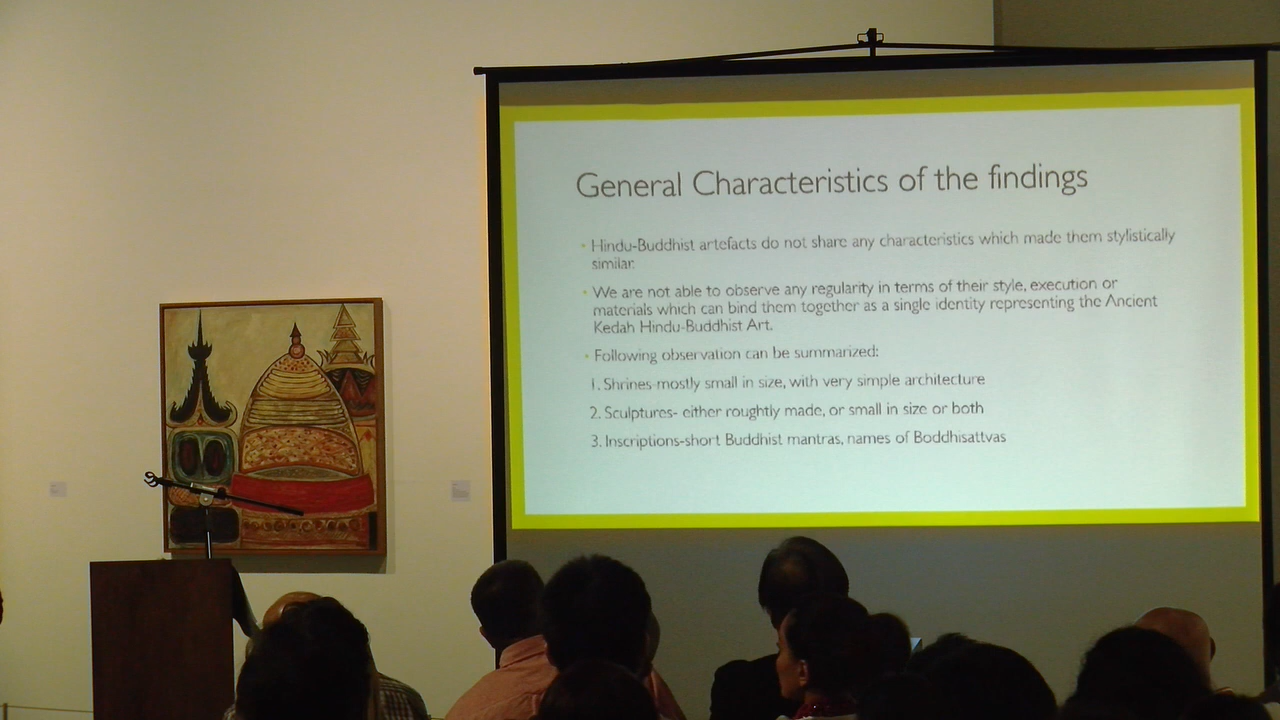 General Characteristics of the findings
• Hindu-Buddhist artefacts do not share any characteristics which made them stylistically
similar.
• We are not able to observe any regularity in terms of their style, execution or
materials which can bind them together as a single identity representing the Ancient
Kedah Hindu-Buddhist Art.
• Following observation can be summarized:
1. Shrines-mostly small in size, with very simple architecture
2. Sculptures- either roughtly made, or small in size or both
3. Inscriptions-short Buddhist mantras, names of Boddhisattvas